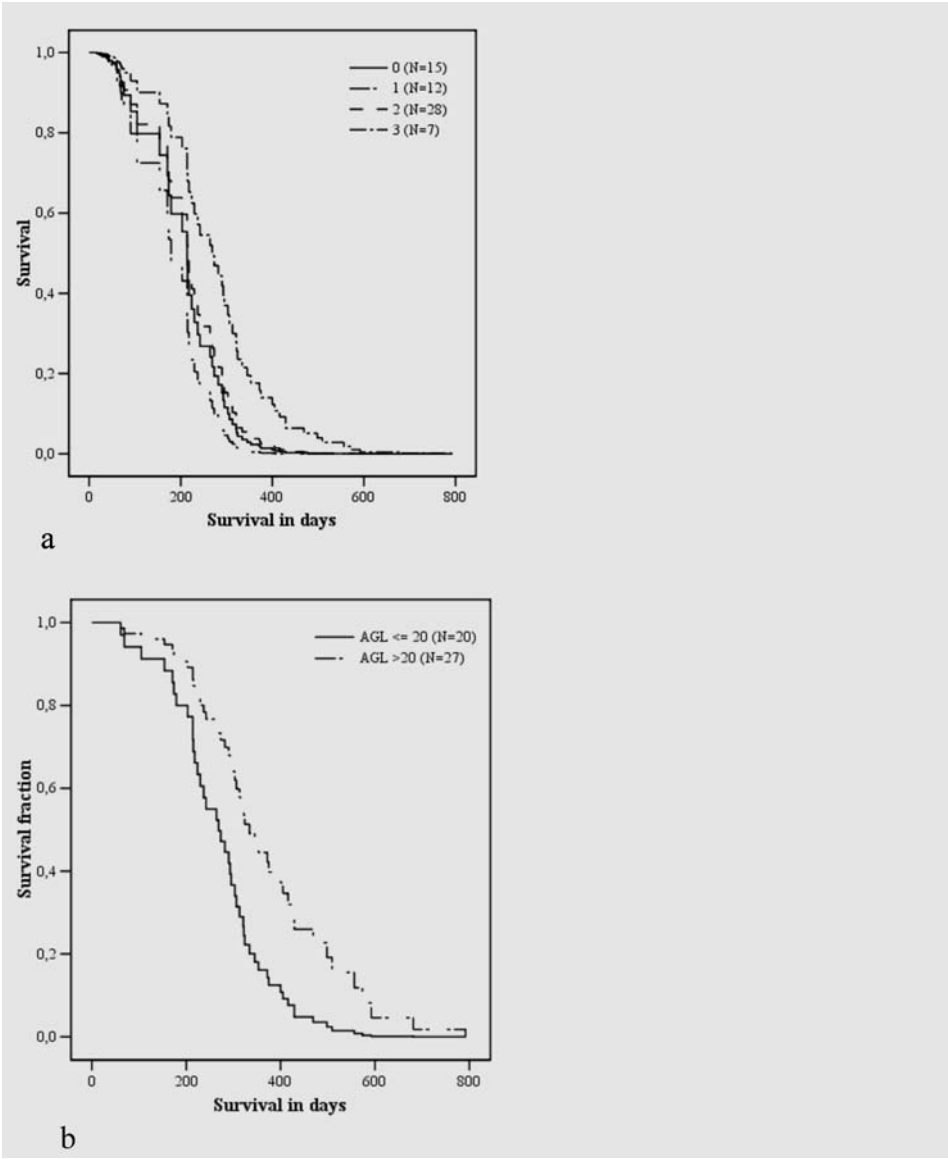 1,0
0,8
0,6
0,4
0,2
0,0
Survival
0 (N=15)
1 (N=12)
2 (N=28)
3 (N=7)
0 200 400 600 800
Survival in days
a
1,0
0,8
0,6
0,4
0,2
0,0
Survival fraction
AGL <= 20 (N=20)
AGL >20 (N=27)
0 200 400 600 800
Survival in days
b